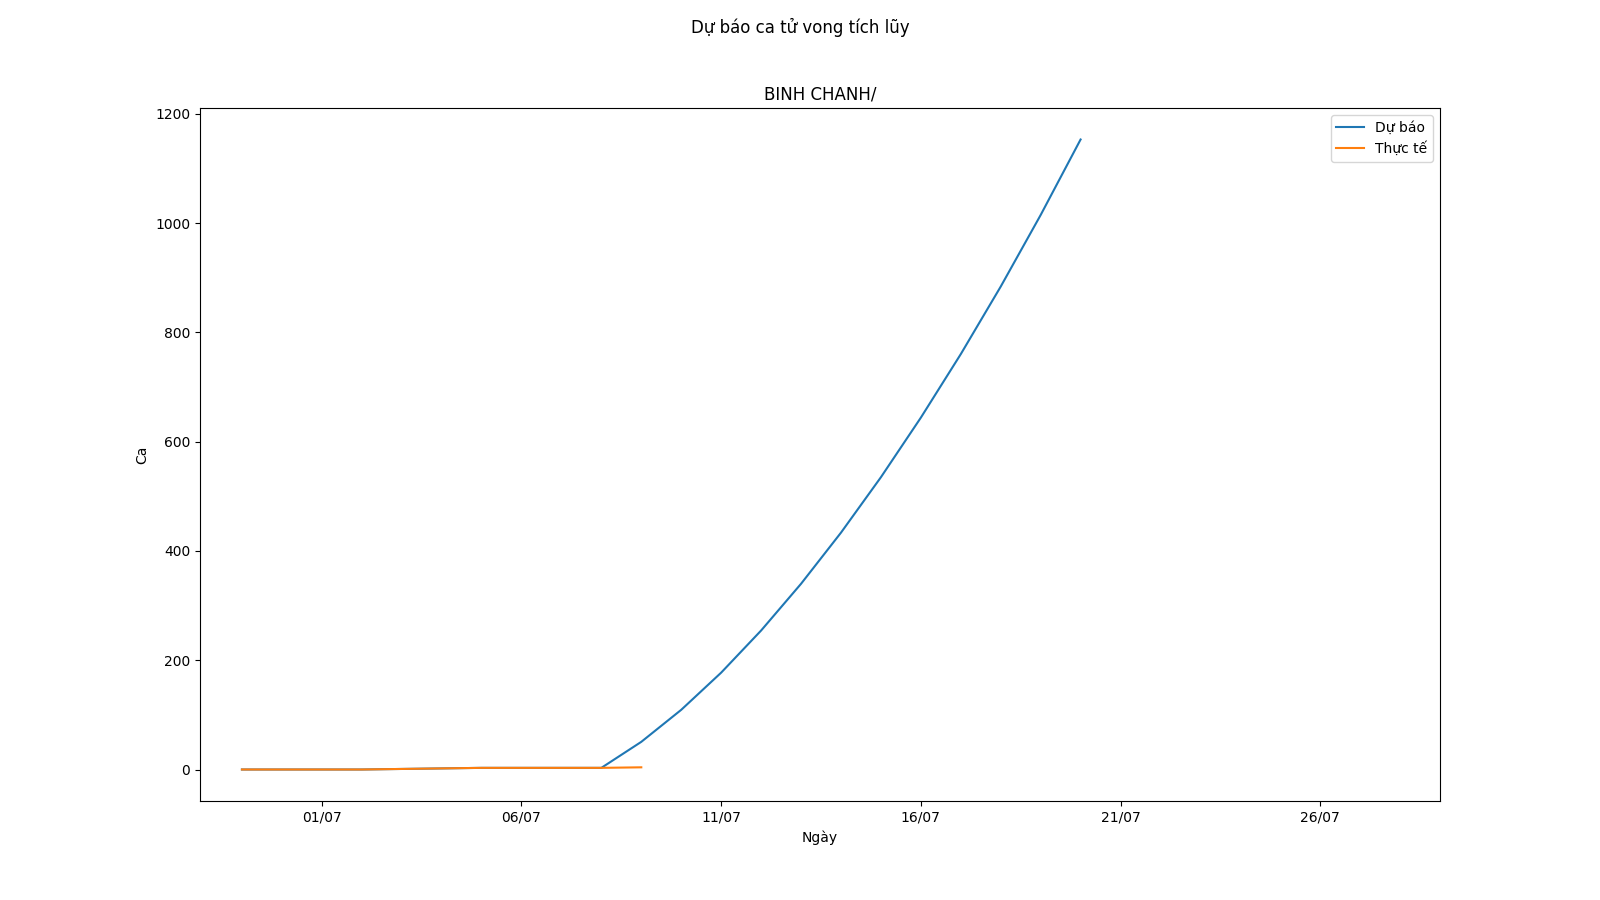 Dự báo ca tử vong tích lũy
BINH CHANH/
1200
1000
800
600
400
200
0
Ca
Dự báo
Thực tế
01/07
06/07
11/07
16/07
21/07
26/07
Ngày